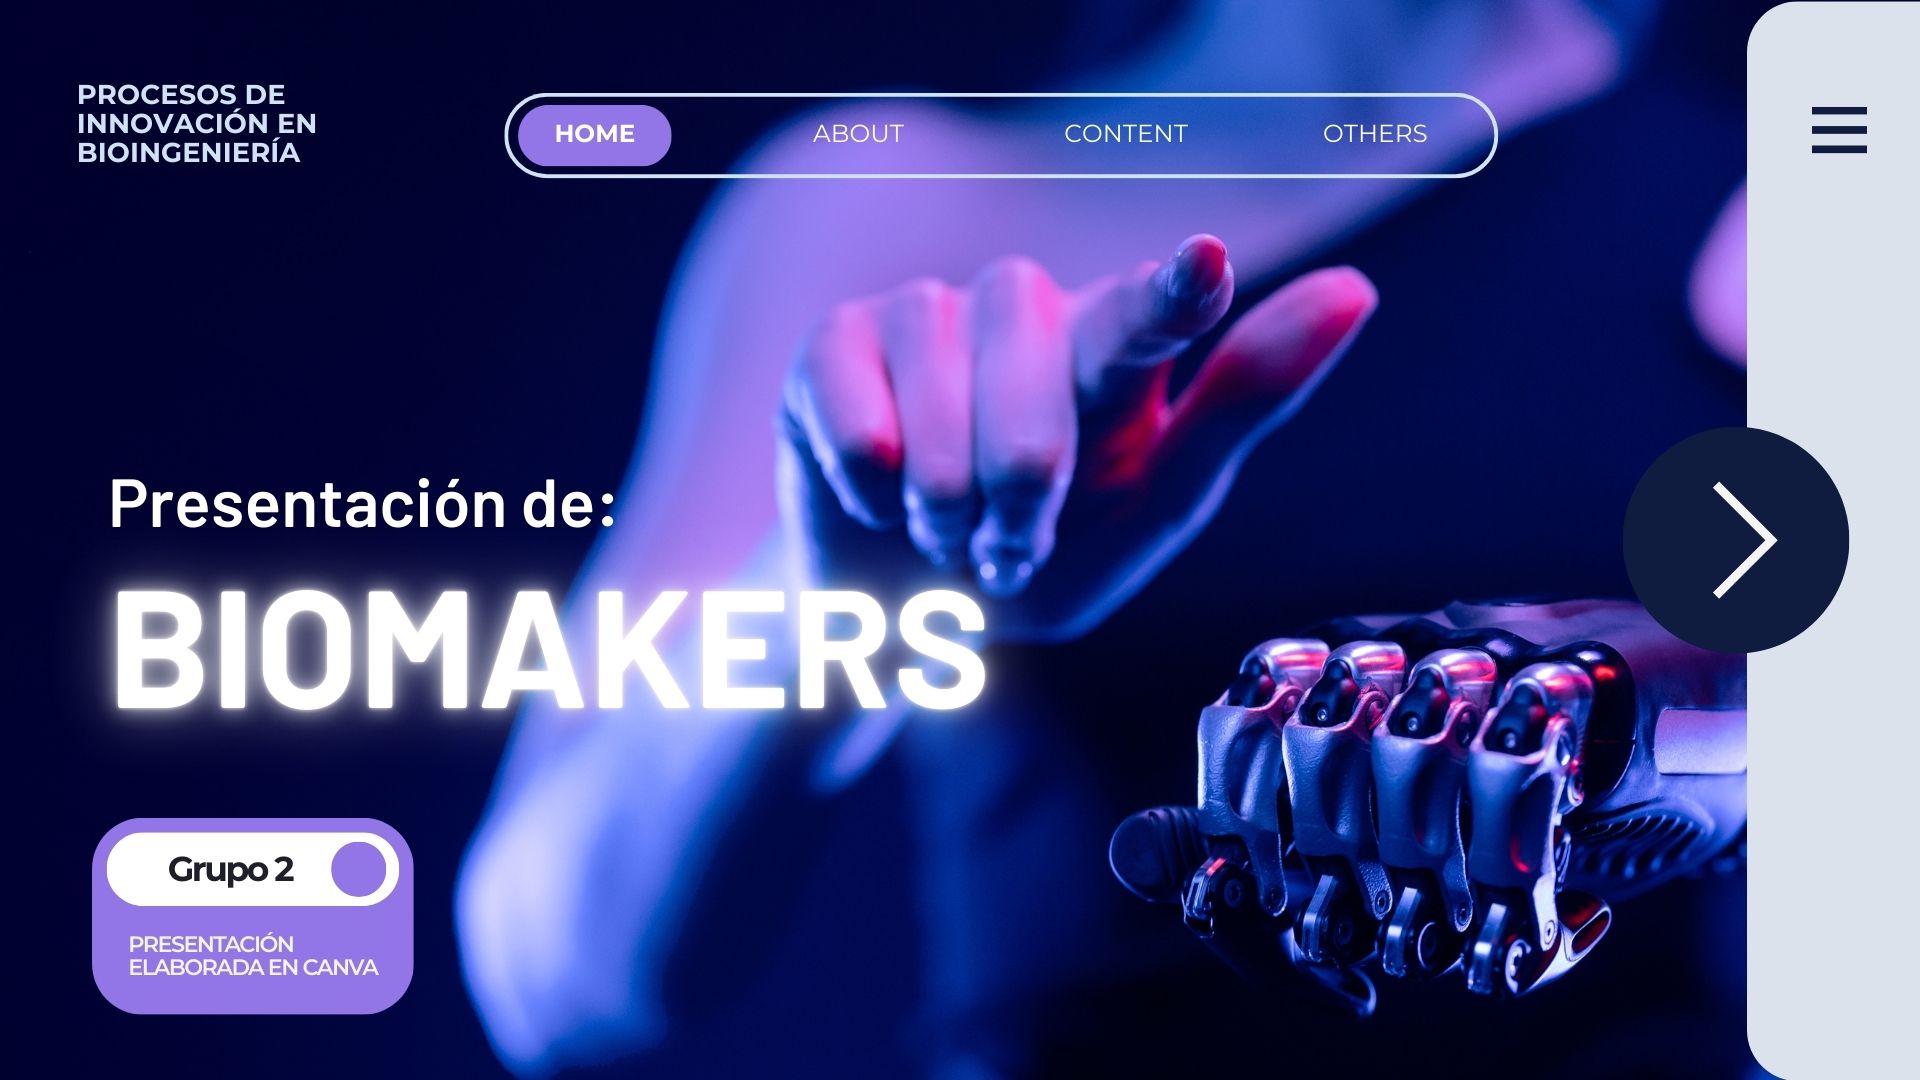 PROCESOS DE
INNOVACIÓN EN
BIOINGENIERÍA
HOME
ABOUT
CONTENT
OTHERS
Presentación de:
BIOMAKERS
Grupo 2
PRESENTACIÓN
ELABORADA EN CANVA